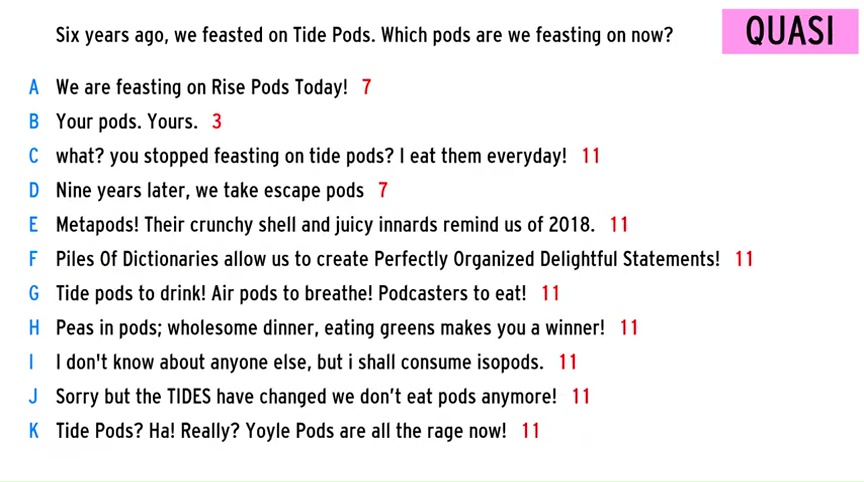 Six years ago, we feasted on Tide Pods. Which pods are we feasting on now?
QUASI
A We are feasting on Rise Pods Today! 7
B Your pods. Yours. 3
C what? you stopped feasting on tide pods? I eat them everyday! 11
D Nine years later, we take escape pods 7
E Metapods! Their crunchy shell and juicy innards remind us of 2018. 11
F Piles Of Dictionaries allow us to create Perfectly Organized Delightful Statements! 11
G Tide pods to drink! Air pods to breathe! Podcasters to eat! 11
H Peas in pods; wholesome dinner, eating greens makes you a winner! 11
I I don't know about anyone else, but i shall consume isopods. 11
J Sorry but the TIDES have changed we don’t eat pods anymore! 11
K Tide Pods? Ha! Really? Yoyle Pods are all the rage now! 11